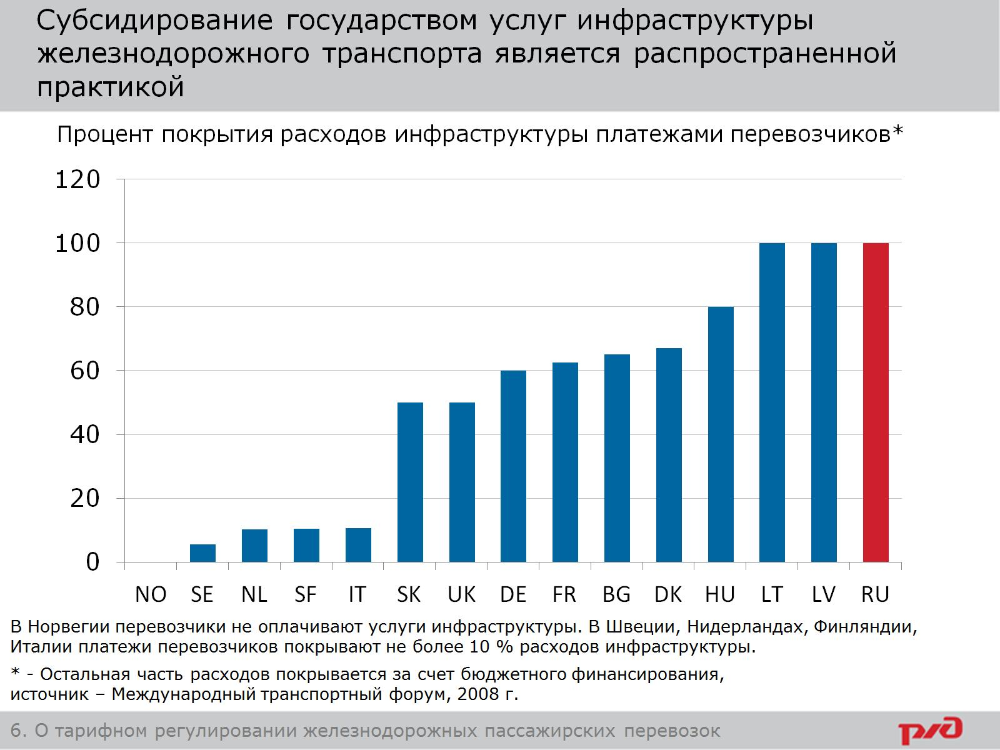 Субсидирование государством услуг инфраструктуры
железнодорожного транспорта является распространенной
практикой
Процент покрытия расходов инфраструктуры платежами перевозчиков*
120
100
80
60
40
20
0
NO SE NL SF IT SK UK DE FR BG DK HU LT LV RU
В Норвегии перевозчики не оплачивают услуги инфраструктуры. В Швеции, Нидерландах, Финляндии,
Италии платежи перевозчиков покрывают не более 10 % расходов инфраструктуры.
* - Остальная часть расходов покрывается за счет бюджетного финансирования,
источник – Международный транспортный форум, 2008 г.
6. О тарифном регулировании железнодорожных пассажирских перевозок
ржд